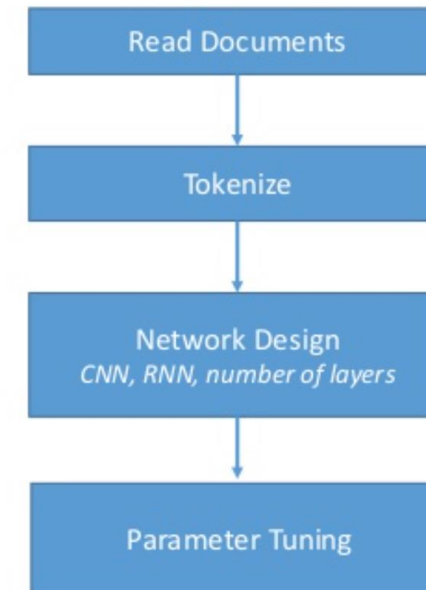 Read Documents
Tokenize
Network Design
CNN, RNN, number of layers
Parameter Tuning